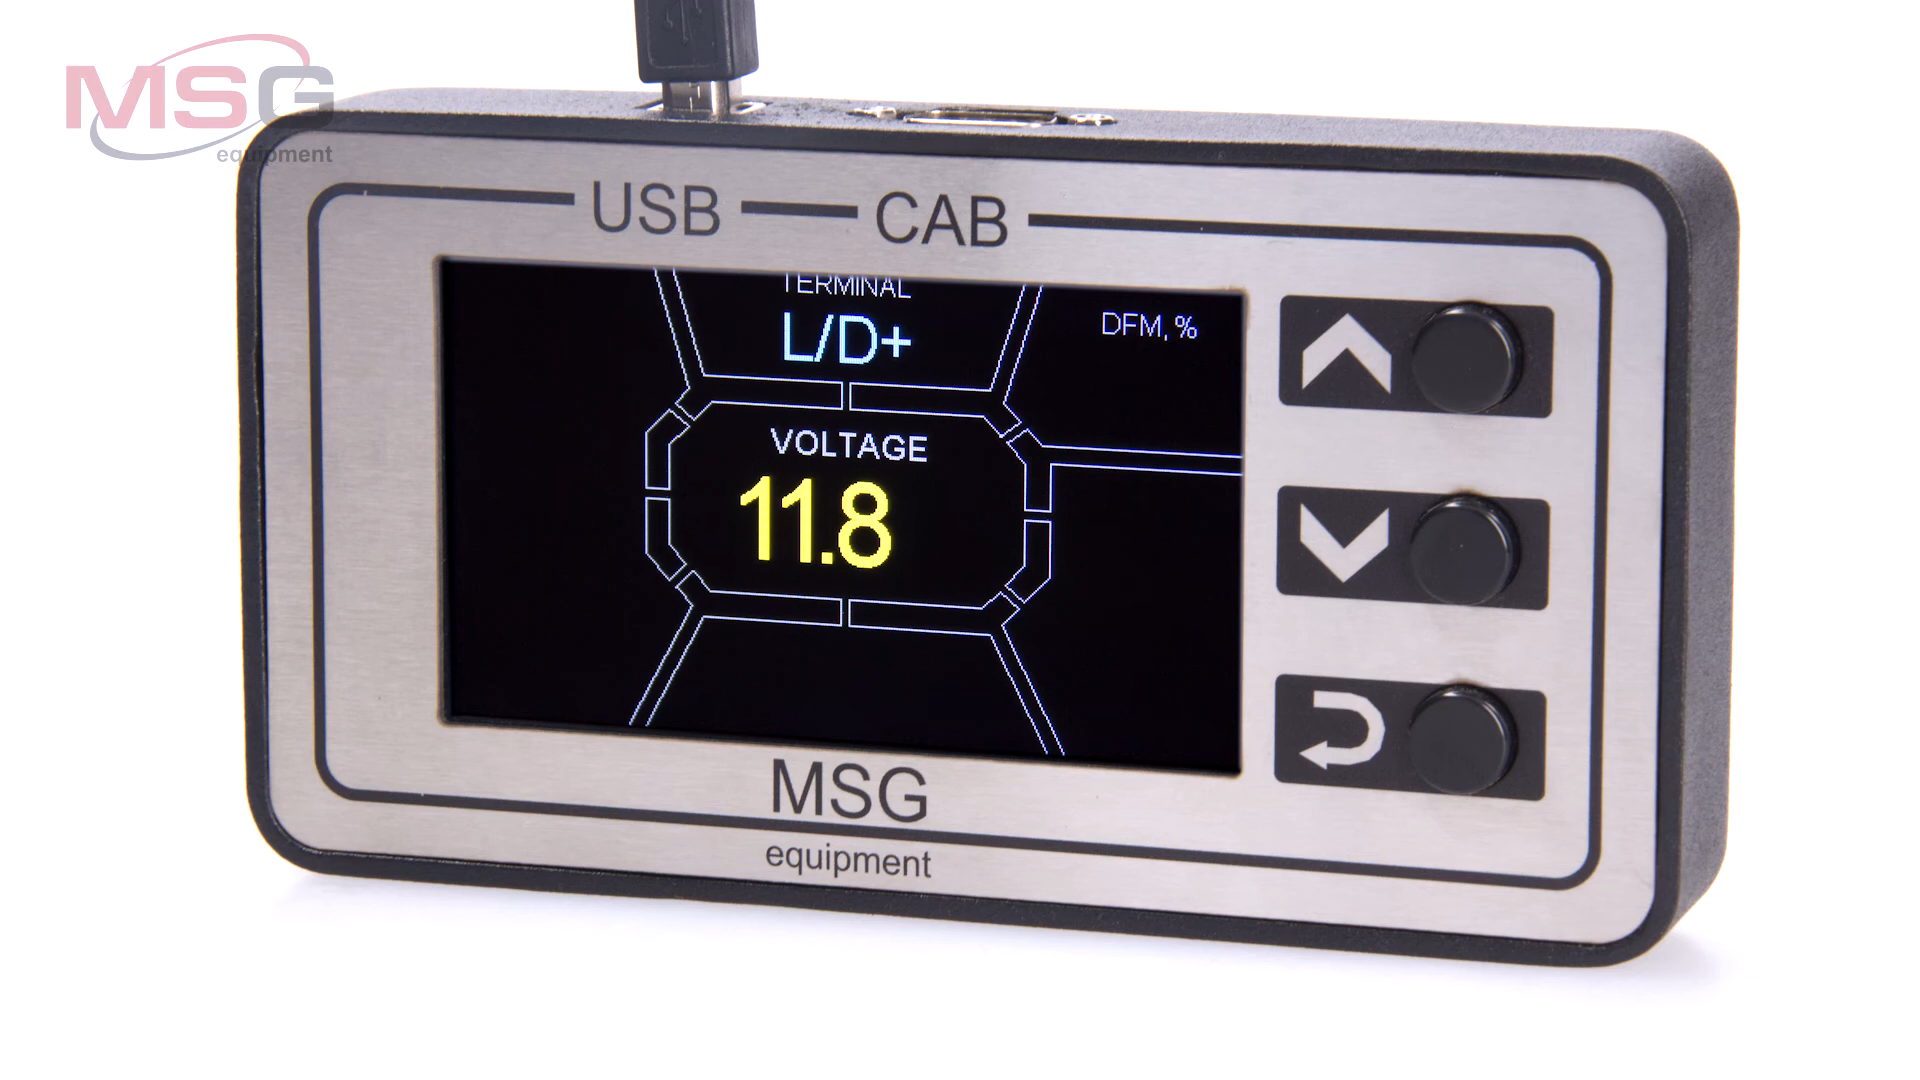 MSG
equipment
USB CAB
TERMINAL
L/D+
DFM, %
VOLTAGE
11.8
MSG
equipment